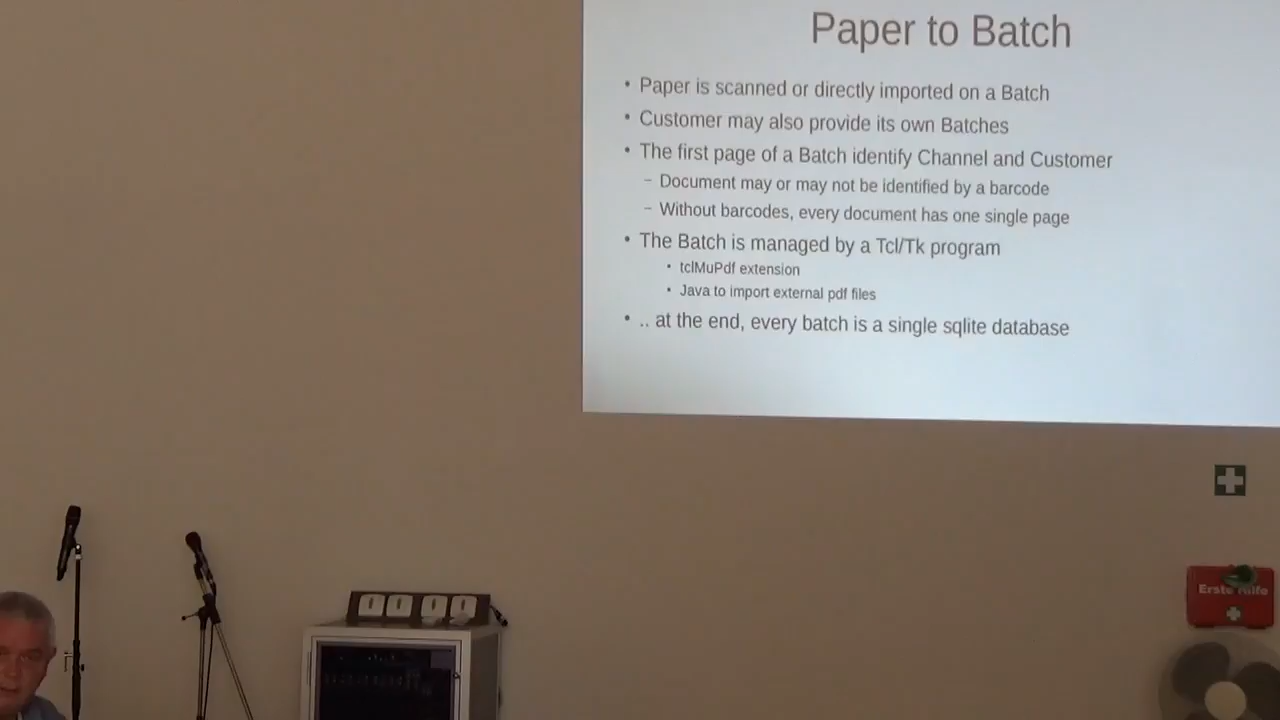 Paper to Batch
• Paper is scanned or directly imported on a Batch
• Customer may also provide its own Batches
• The first page of a Batch identify Channel and Customer
– Document may or may not be identified by a barcode
– Without barcodes, every document has one single page
• The Batch is managed by a Tcl/Tk program
• tclMuPdf extension
• Java to import external pdf files
• .. at the end, every batch is a single sqlite database
Erste Hilfe